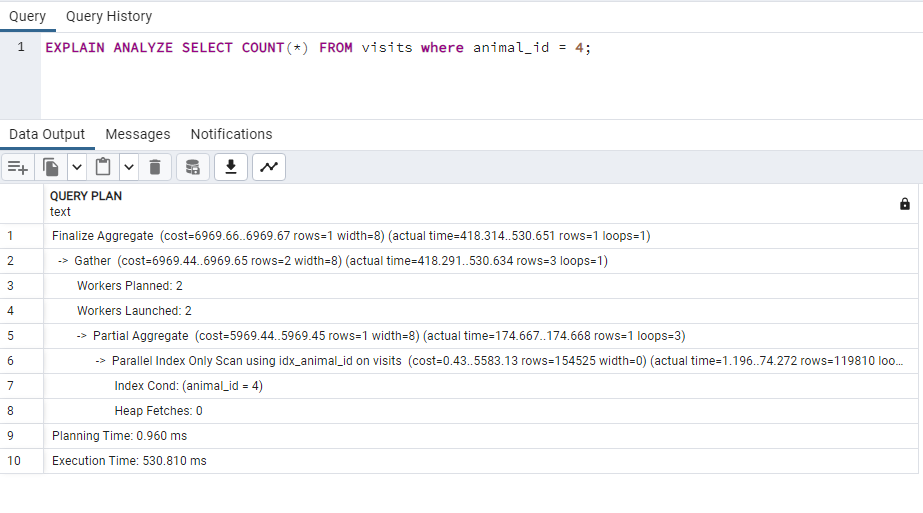 Query Query History
1 EXPLAIN ANALYZE SELECT COUNT(*) FROM visits where animal_id = 4;
Data Output Messages Notifications
QUERY PLAN
text
1 Finalize Aggregate (cost=6969.66..6969.67 rows=1 width=8) (actual time=418.314..530.651 rows=1 loops=1)
2 -> Gather (cost=6969.44..6969.65 rows=2 width=8) (actual time=418.291..530.634 rows=3 loops=1)
3 Workers Planned: 2
4 Workers Launched: 2
5 -> Partial Aggregate (cost=5969.44..5969.45 rows=1 width=8) (actual time=174.667..174.668 rows=1 loops=3)
6 -> Parallel Index Only Scan using idx_animal_id on visits (cost=0.43..5583.13 rows=154525 width=0) (actual time=1.196..74.272 rows=119810 loo...
7 Index Cond: (animal_id = 4)
8 Heap Fetches: 0
9 Planning Time: 0.960 ms
10 Execution Time: 530.810 ms